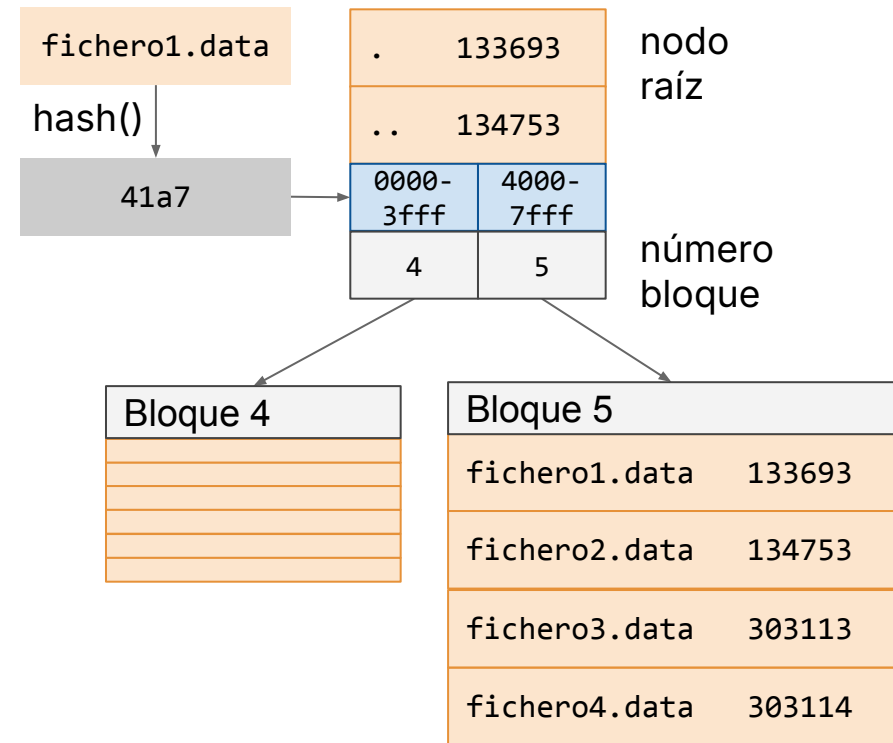 fichero1.data
hash()
41a7
. 133693
.. 134753
nodo
raíz
0000-
3fff
4000-
7fff
4 5
número
bloque
Bloque 4
Bloque 5
fichero1.data 133693
fichero2.data 134753
fichero3.data 303113
fichero4.data 303114